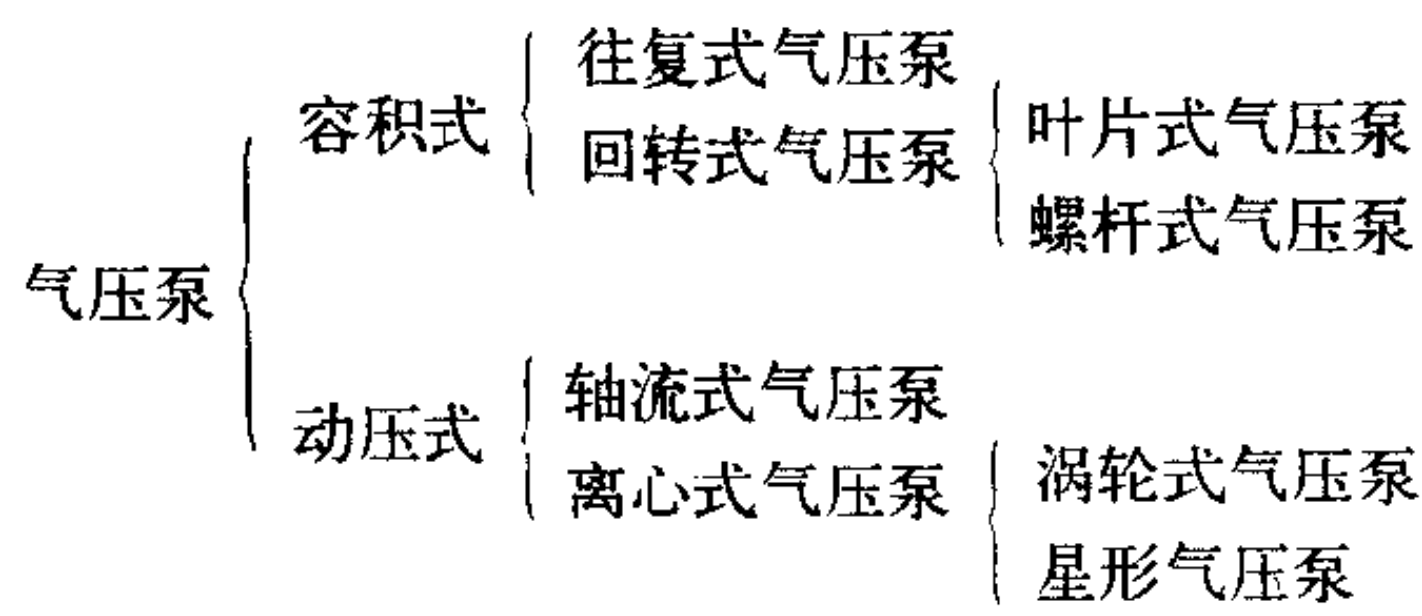 往复式气压泵
容积式
回转式气压泵
叶片式气压泵
螺杆式气压泵
气压泵
轴流式气压泵
动压式
离心式气压泵
涡轮式气压泵
星形气压泵